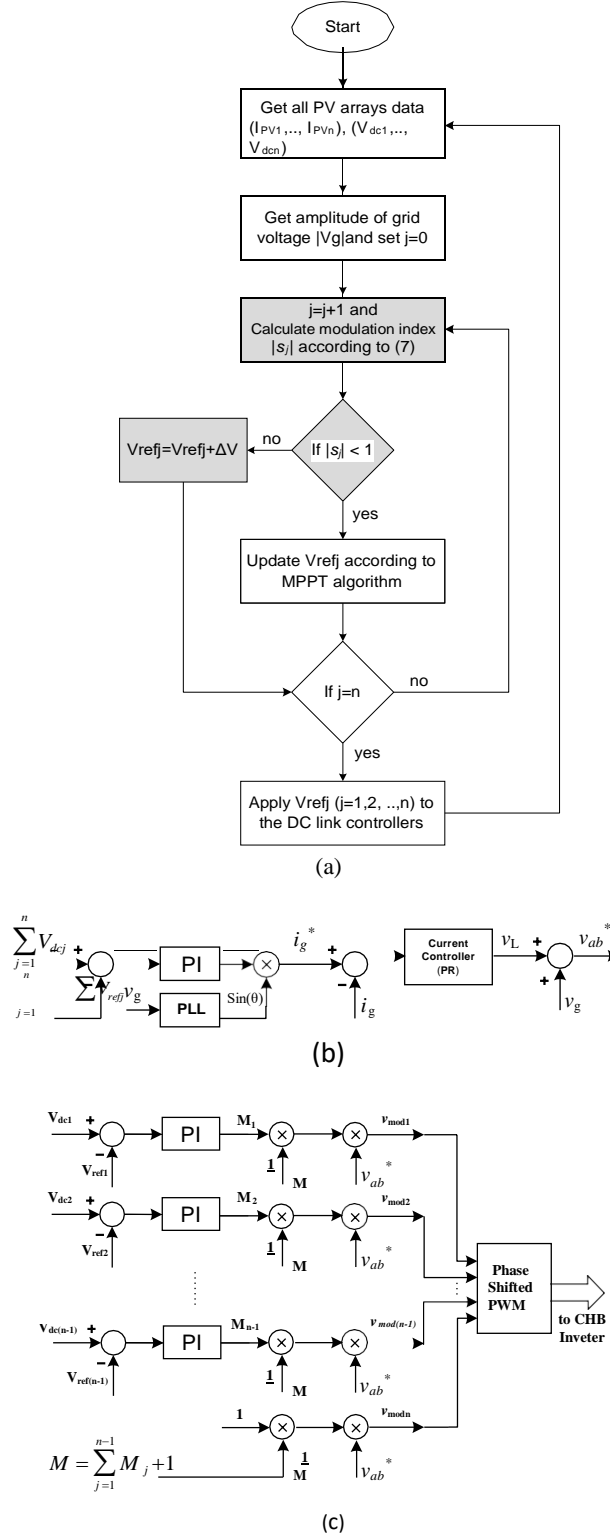 Start
Get all PV arrays data
(IPV1,.., IPVn), (Vdc1,..,
Vdcn)
Get amplitude of grid
voltage |Vg|and set j=0
j=j+1 and
Calculate modulation index
|sj| according to (7)
Vrefj=Vrefj+ΔV
no
If |sj| < 1
yes
Update Vrefj according to
MPPT algorithm
If j=n
no
yes
Apply Vrefj (j=1,2, ..,n) to
the DC link controllers
(a)
n
∑ Vdcj
j=1
n
∑ Vrefj
j=1
+
−
PI
×
vg
PLL
Sin(θ)
ig*
+
−
ig
Current
Controller
(PR)
vL
+
+
vg
vab*
(b)
Vdc1
+
−
Vref1
PI
M1
×
1
M
×
vab*
vmod1
Vdc2
+
−
Vref2
PI
M2
×
1
M
×
vab*
vmod2
Vdc(n-1)
+
−
Vref(n-1)
PI
Mn-1
×
1
M
×
vab*
vmod(n-1)
1
×
1
M
×
vab*
vmodn
M = ∑ Mj +1
n−1
j=1
Phase
Shifted
PWM
to CHB
Inveter
(c)